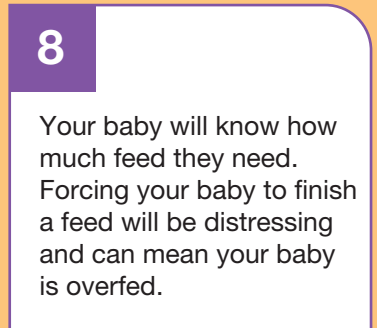 8
Your baby will know how
much feed they need.
Forcing your baby to finish
a feed will be distressing
and can mean your baby
is overfed.